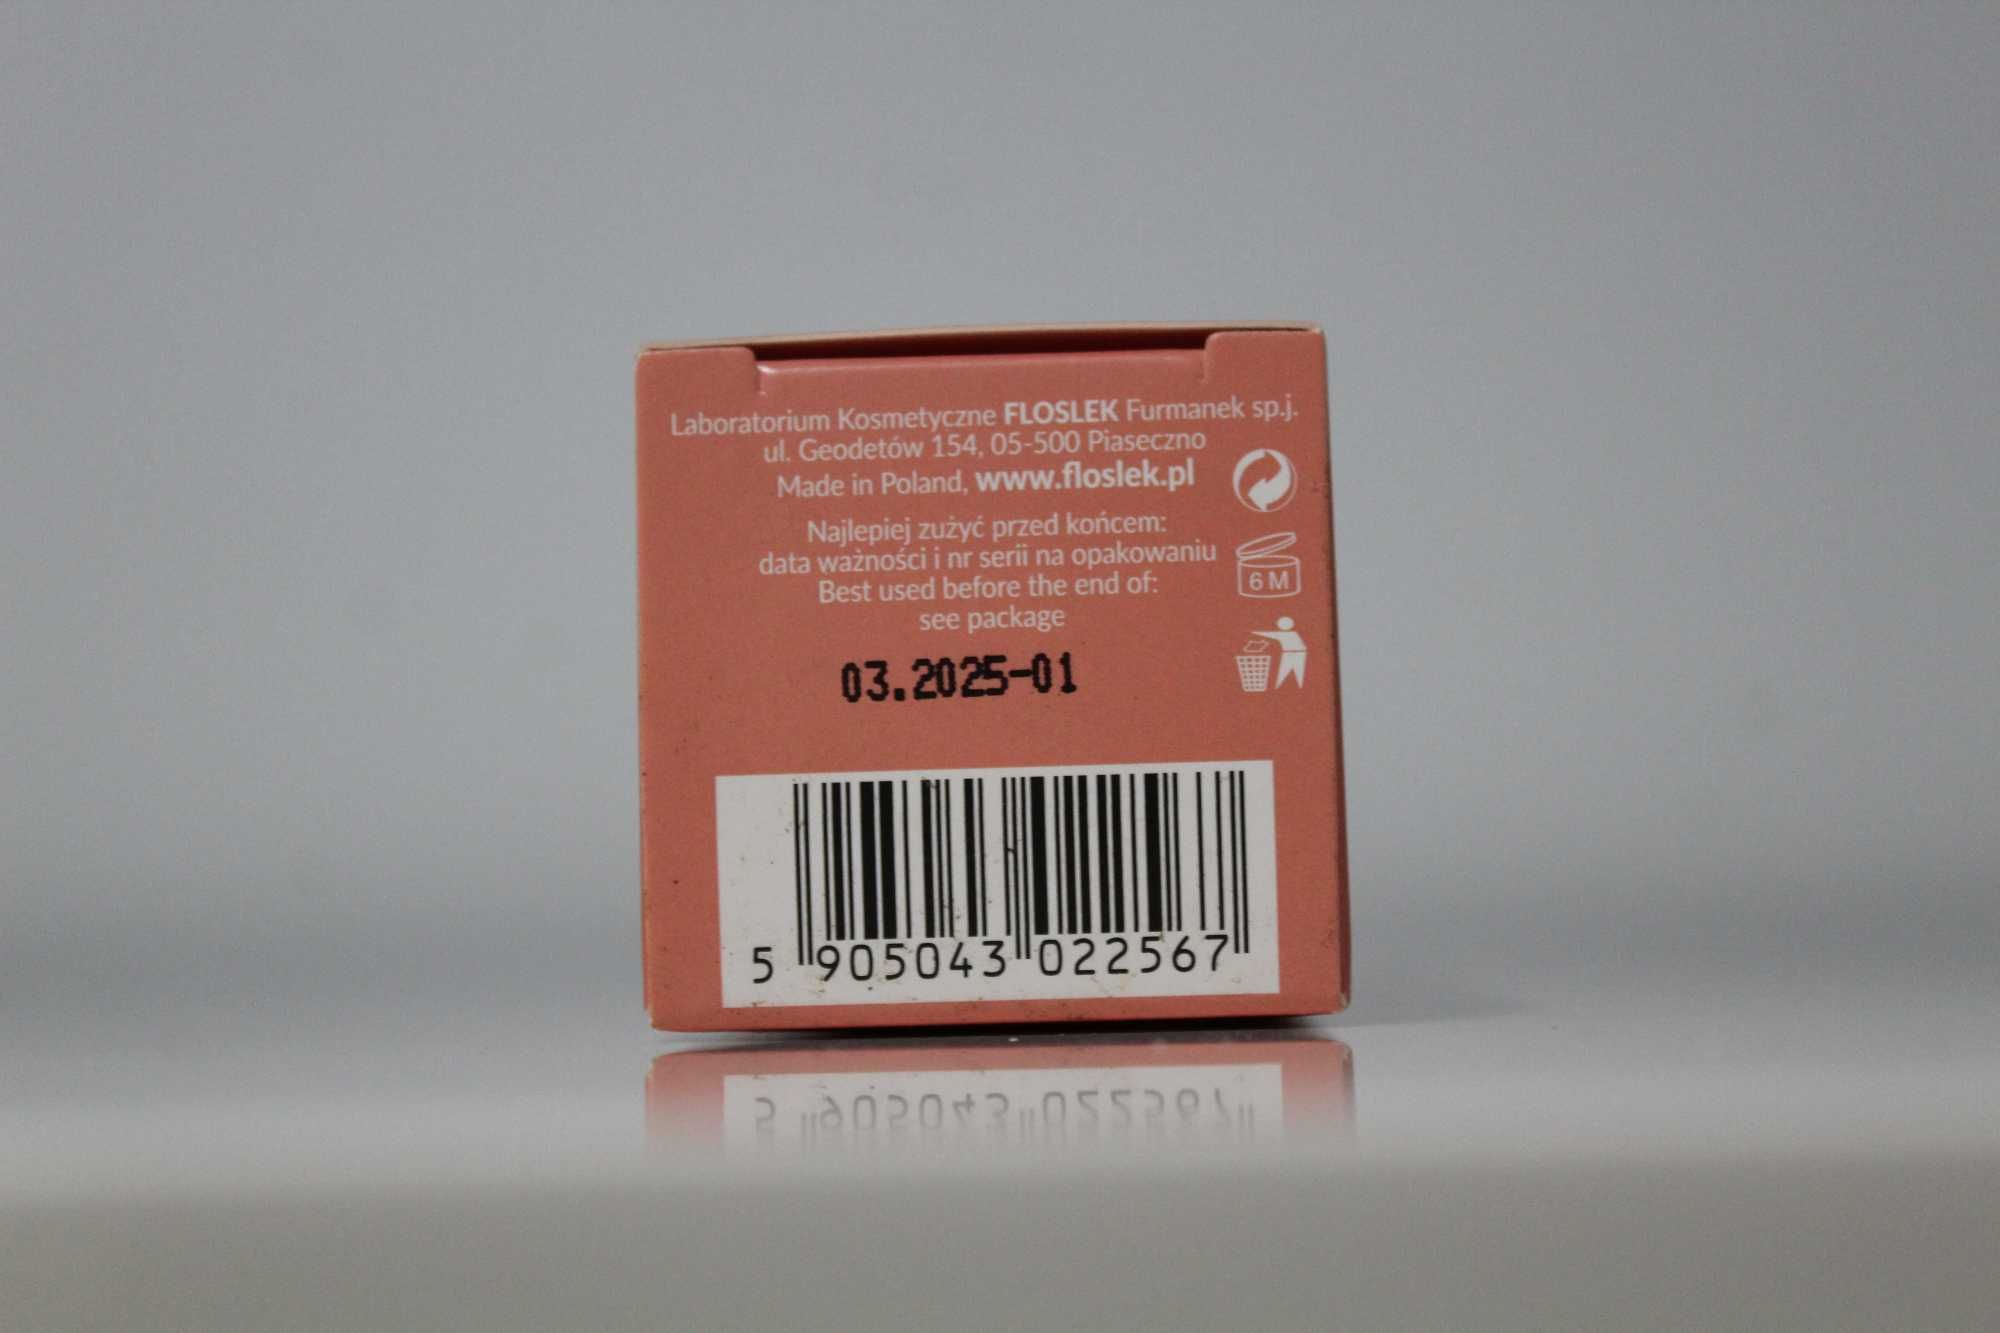 Laboratorium Kosmetyczne FLOSLEK Furmanek sp.j.
ul. Geodetów 154, 05-500 Piaseczno
Made in Poland, www.floslek.pl
Najlepiej zużyć przed końcem:
data ważności i nr serii na opakowaniu
Best used before the end of:
see package
6 M
03.2025-01
5 905043 022567